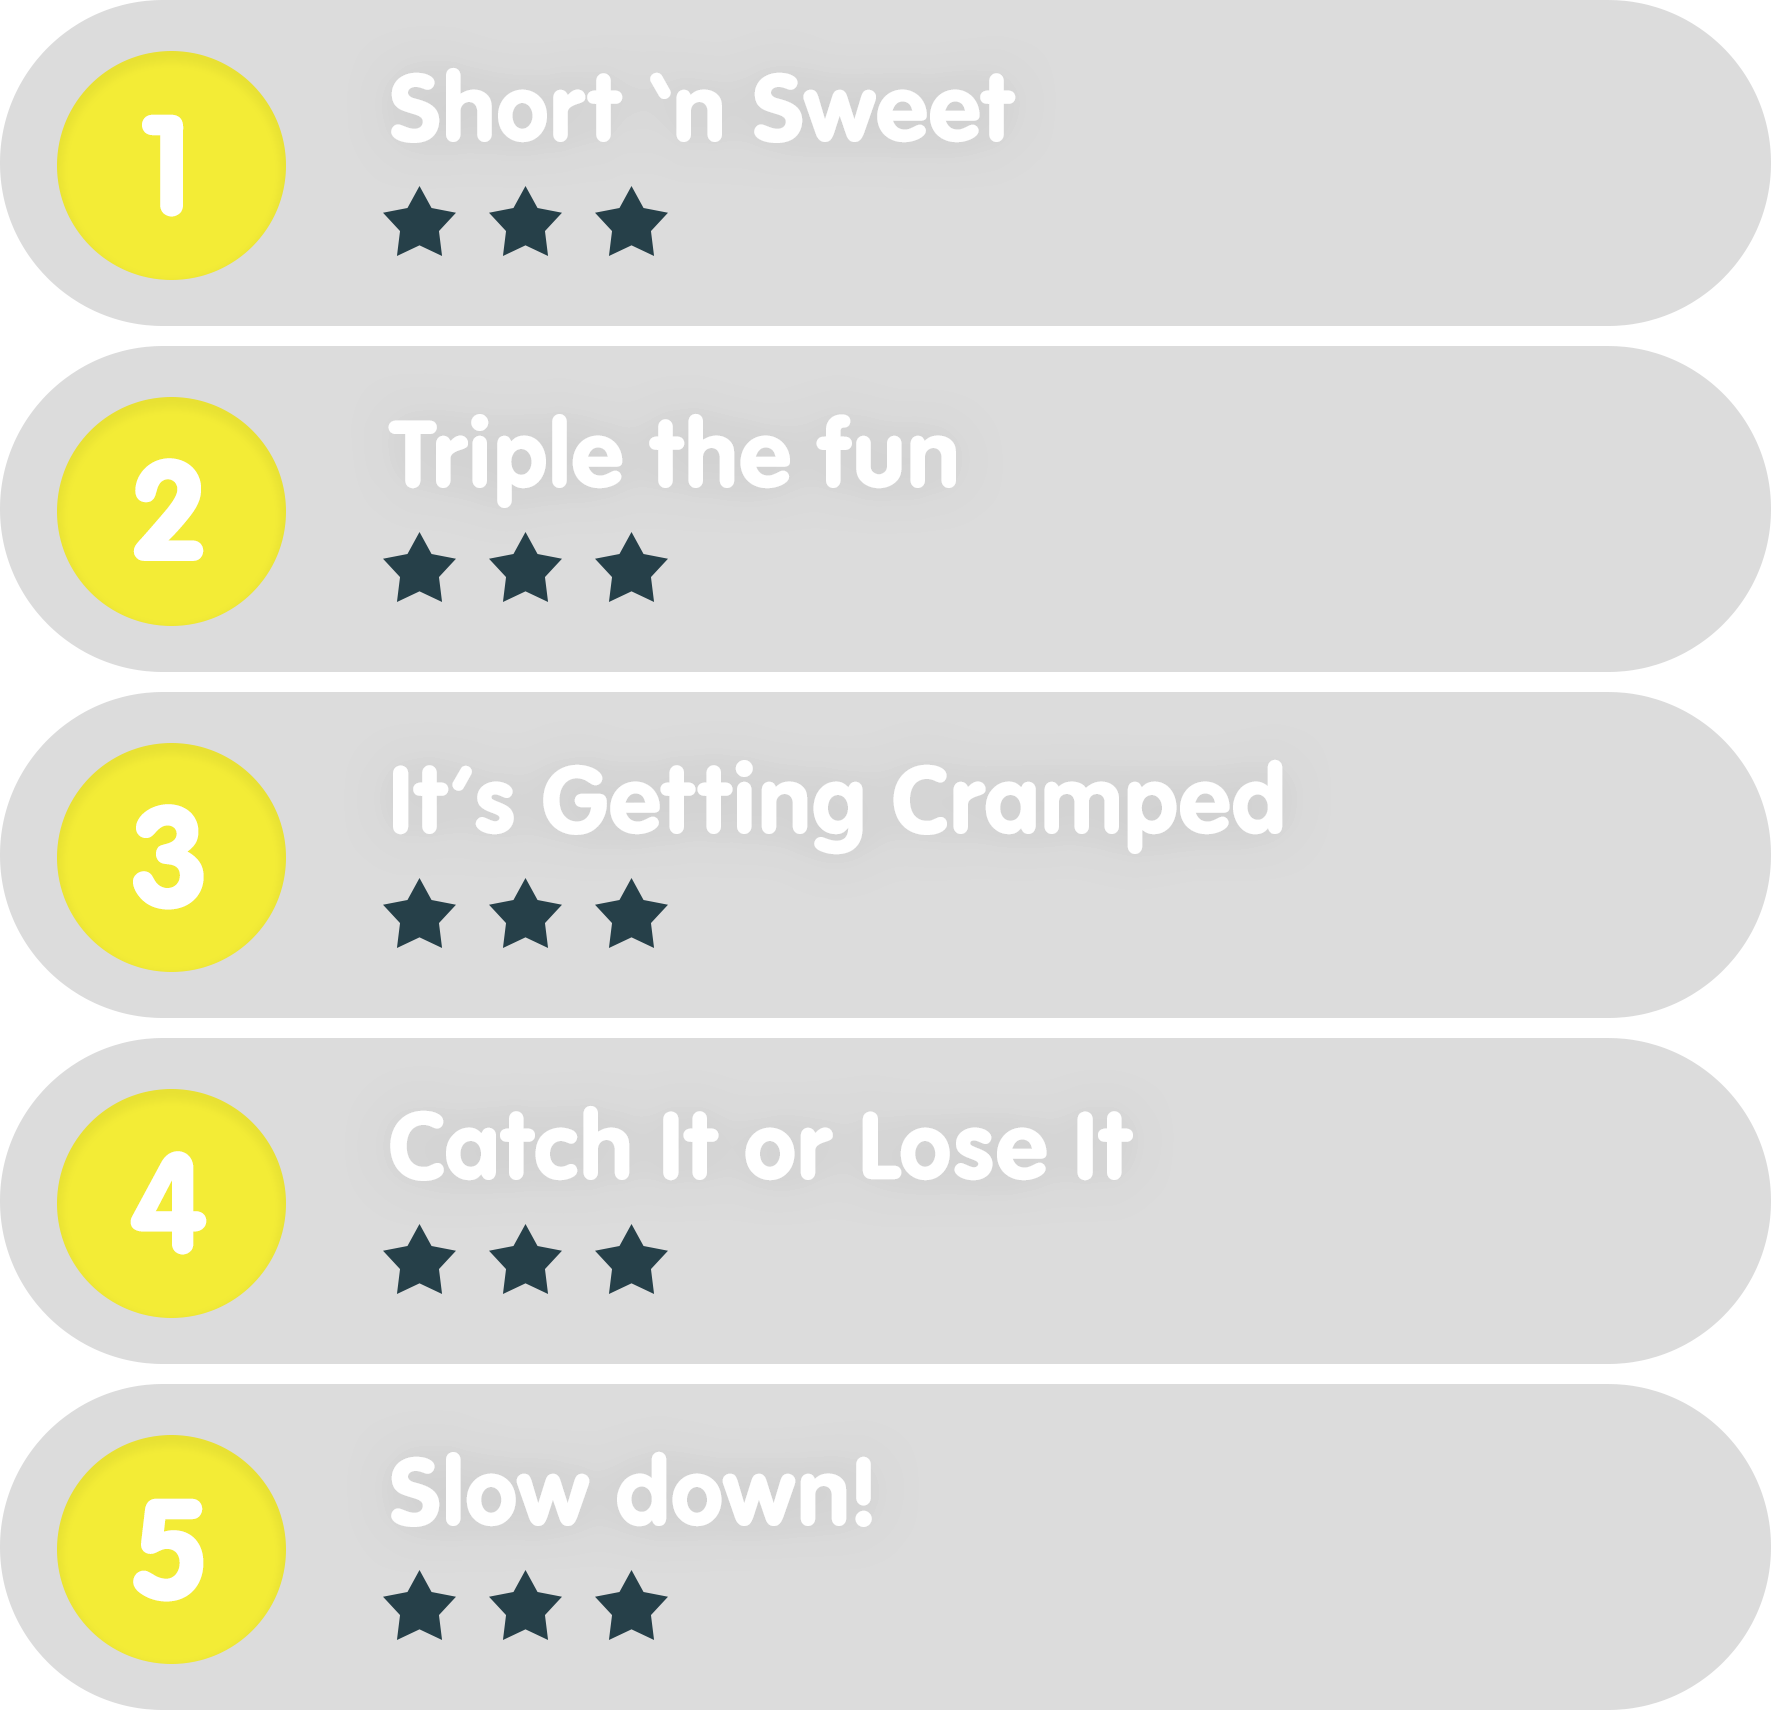 1
Short `n Sweet
2
Triple the fun
3
It's Getting Cramped
4
Catch It or Lose It
5
Slow down!